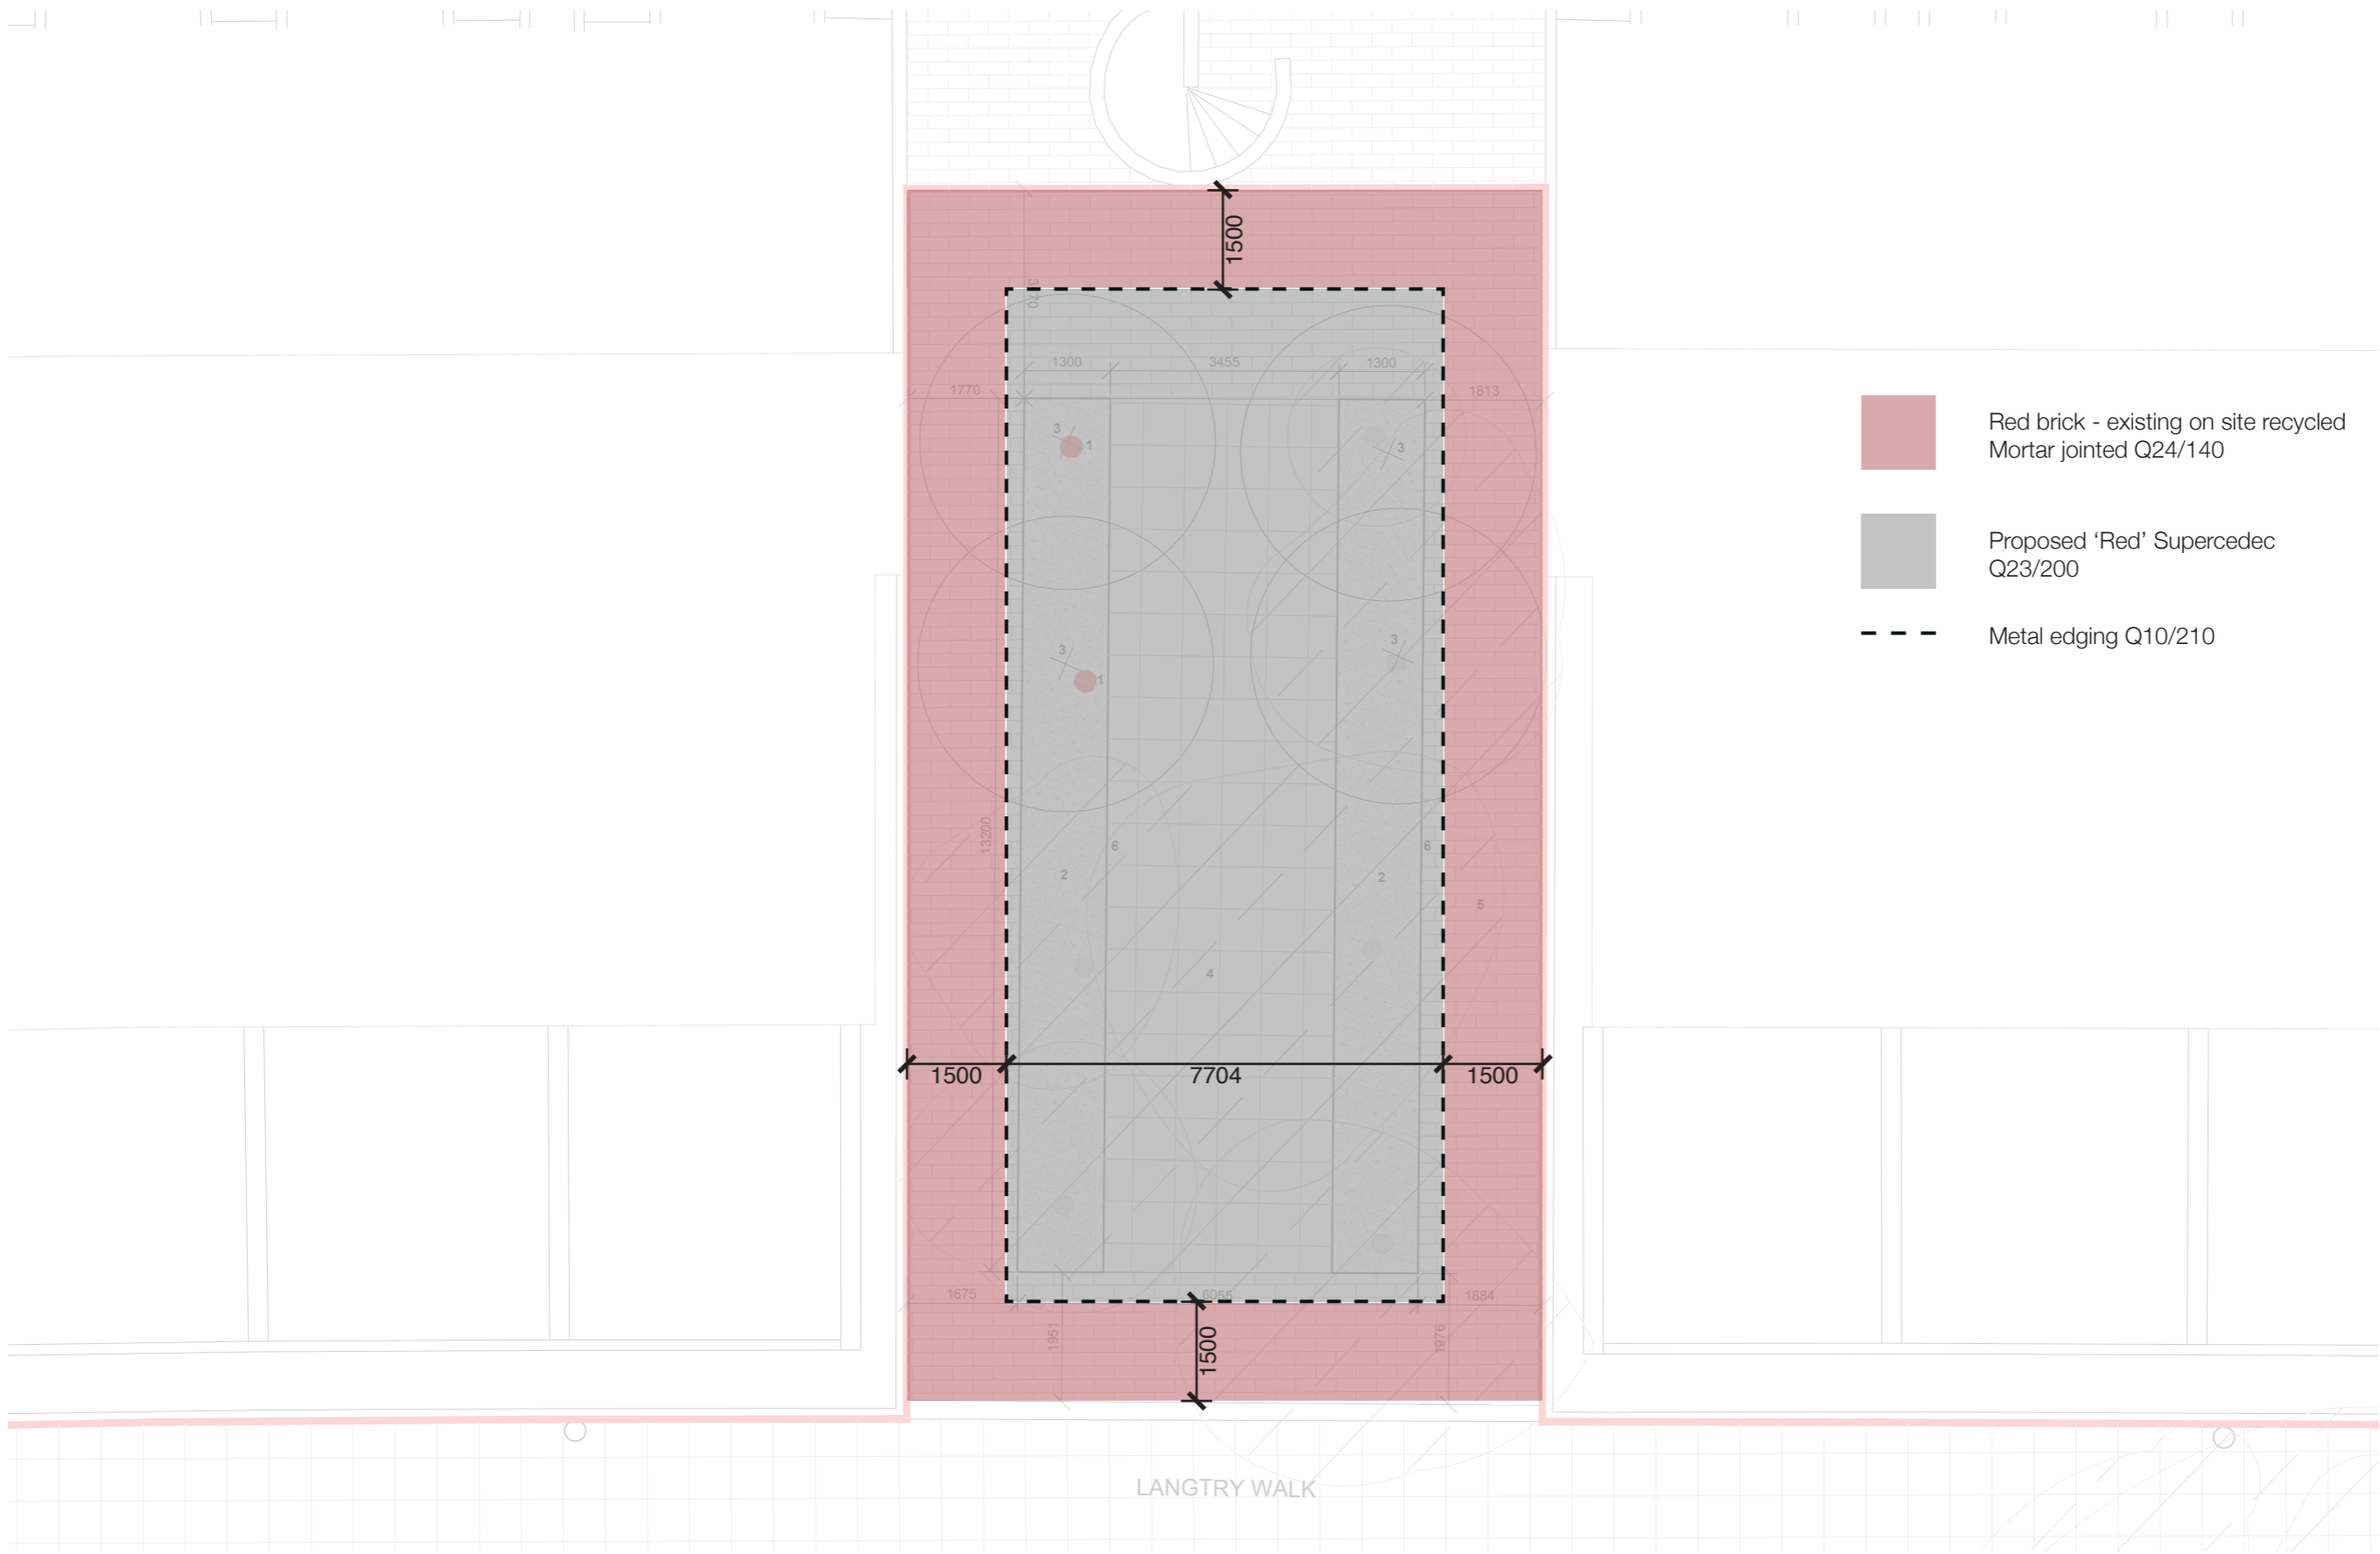 1500
3170
1300 3455 1300
1770 1813
3 1 3
Red brick - existing on site recycled
Mortar jointed Q24/140
Proposed ‘Red’ Supercedec
Q23/200
Metal edging Q10/210
3 1 3
13200
6 6
2 2
5
4
1500 7704 1500
1675 6055 1884
1951 1500 1976
LANGTRY WALK